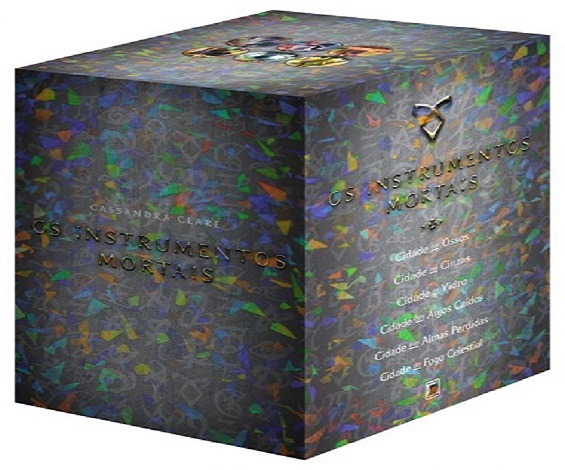 CASSANDRA CLARE
OS INSTRUMENTOS
MORTAIS
OS INSTRUMENTOS
MORTAIS
Cidade dos Ossos
Cidade das Cinzas
Cidade de Vidro
Cidade dos Anjos Caídos
Cidade das Almas Perdidas
Cidade do Fogo Celestial